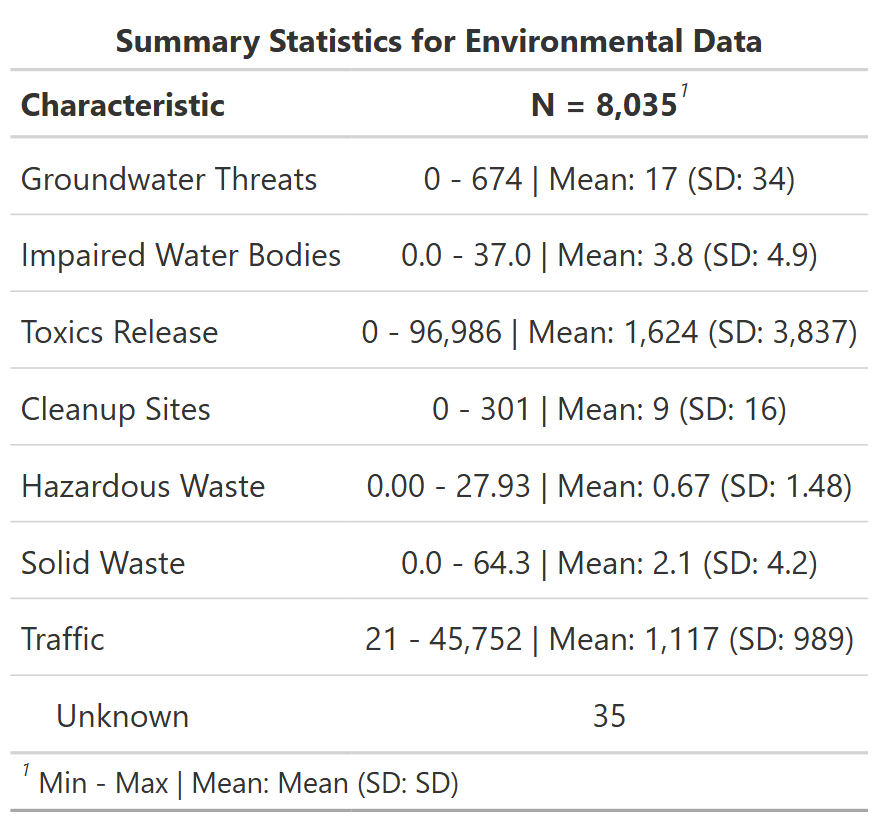 Summary Statistics for Environmental Data
Characteristic N = 8,035¹
Groundwater Threats 0 - 674 | Mean: 17 (SD: 34)
Impaired Water Bodies 0.0 - 37.0 | Mean: 3.8 (SD: 4.9)
Toxics Release 0 - 96,986 | Mean: 1,624 (SD: 3,837)
Cleanup Sites 0 - 301 | Mean: 9 (SD: 16)
Hazardous Waste 0.00 - 27.93 | Mean: 0.67 (SD: 1.48)
Solid Waste 0.0 - 64.3 | Mean: 2.1 (SD: 4.2)
Traffic 21 - 45,752 | Mean: 1,117 (SD: 989)
Unknown 35
¹ Min - Max | Mean: Mean (SD: SD)